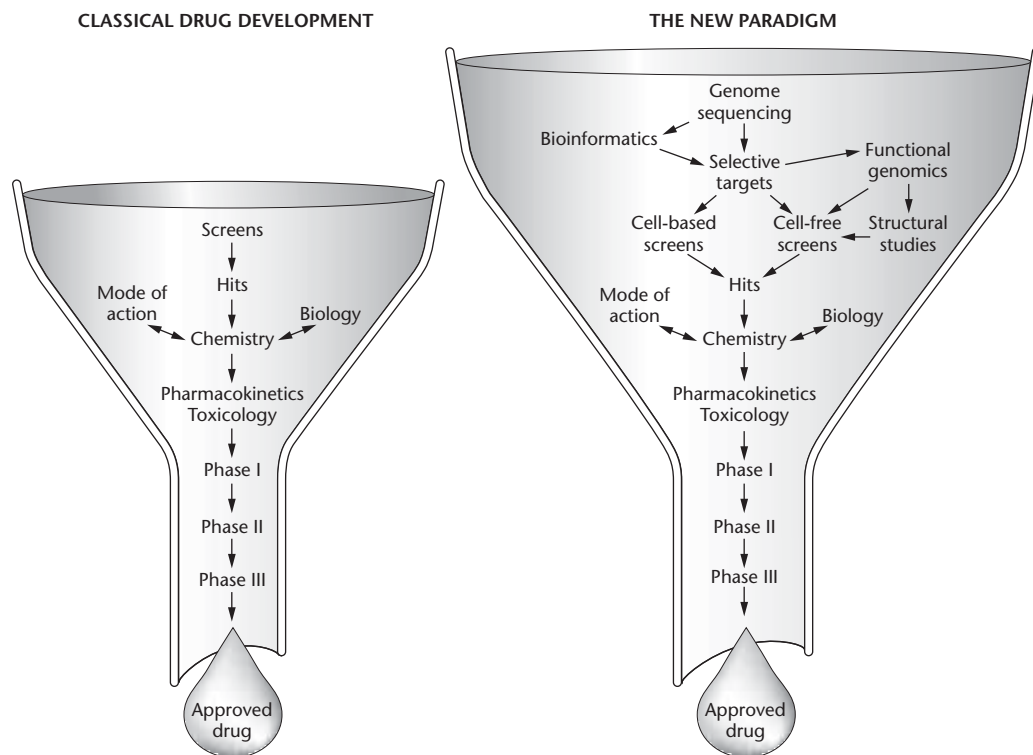 CLASSICAL DRUG DEVELOPMENT
Screens
Hits
Mode of
action
Biology
Chemistry
Pharmacokinetics
Toxicology
Phase I
Phase II
Phase III
Approved
drug
THE NEW PARADIGM
Genome
sequencing
Bioinformatics
Selective
targets
Functional
genomics
Cell-based
screens
Cell-free
screens
Structural
studies
Hits
Mode of
action
Biology
Chemistry
Pharmacokinetics
Toxicology
Phase I
Phase II
Phase III
Approved
drug